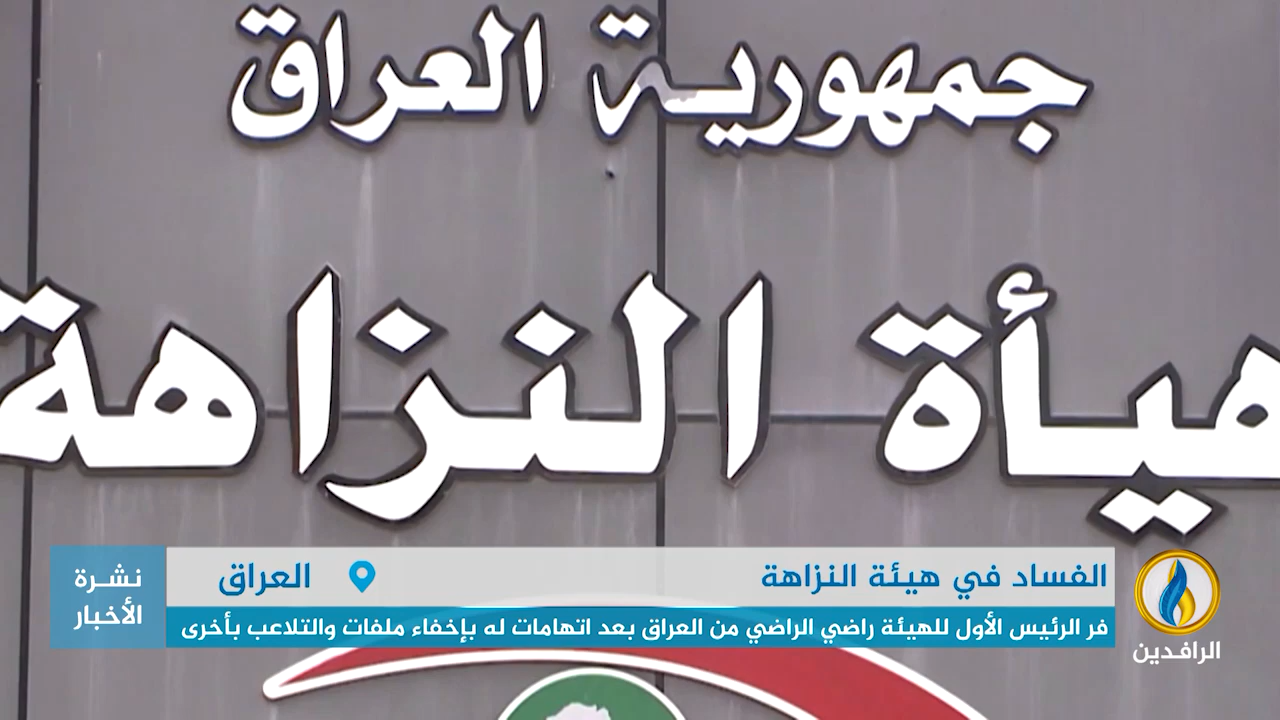 جمهورية العراق
هيأة النزاهة
الفساد في هيئة النزاهة
العراق
نشرة
الأخبار
فر الرئيس الأول للهيئة راضي الراضي من العراق بعد اتهامات له بإخفاء ملفات والتلاعب بأخرى
الرافدين